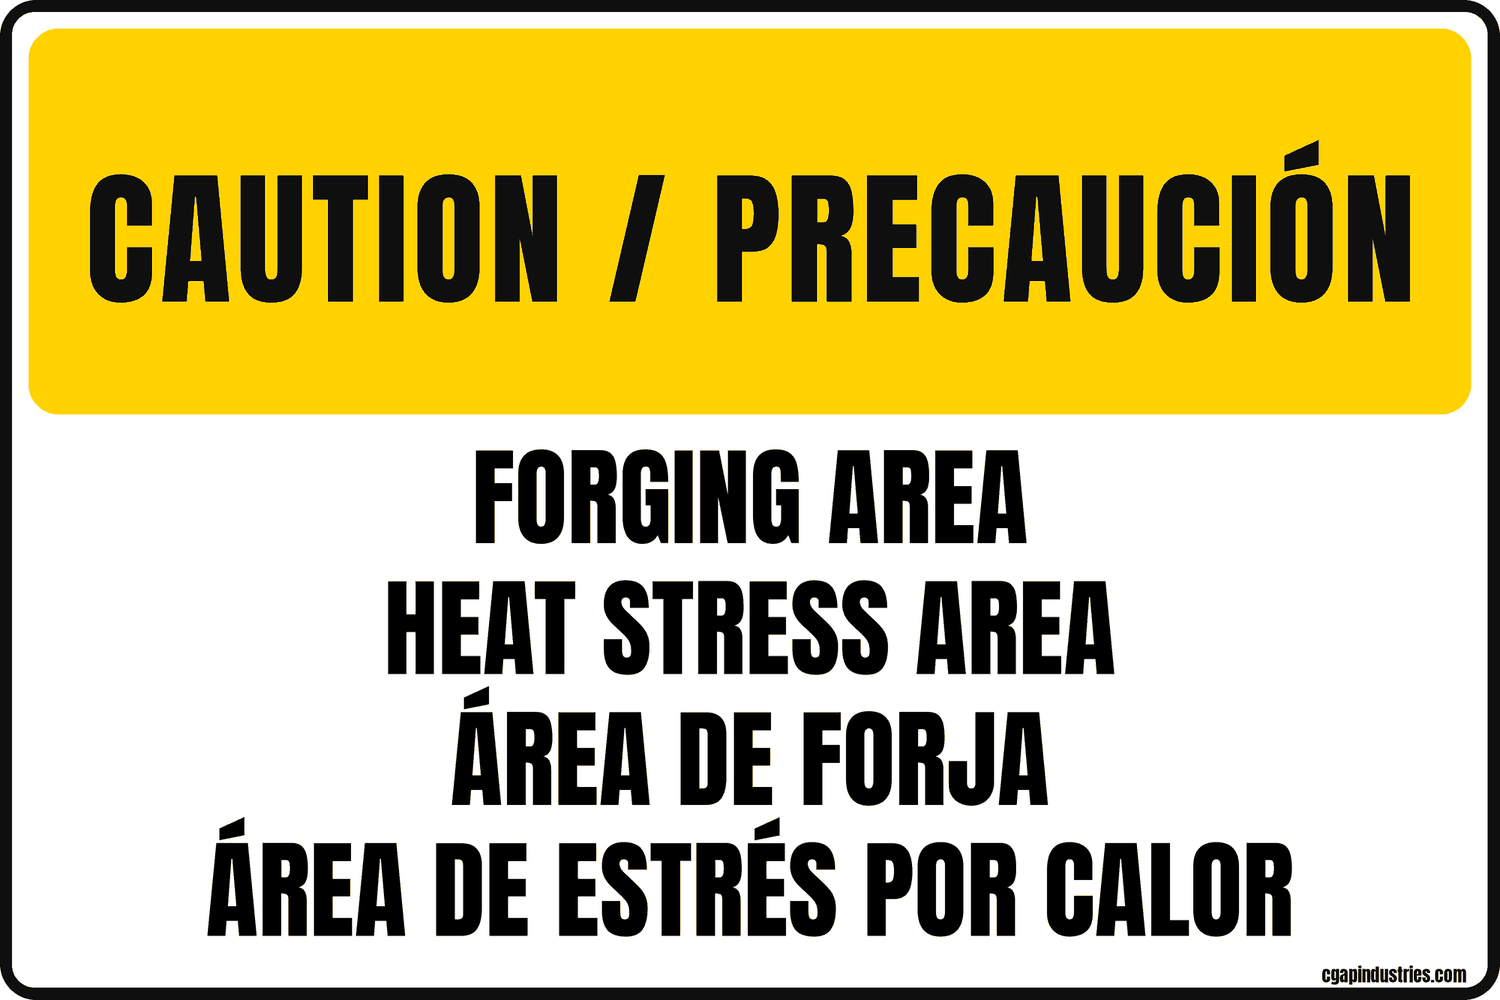 CAUTION / PRECAUCIÓN
FORGING AREA
HEAT STRESS AREA
ÁREA DE FORJA
ÁREA DE ESTRÉS POR CALOR
cgapindustries.com